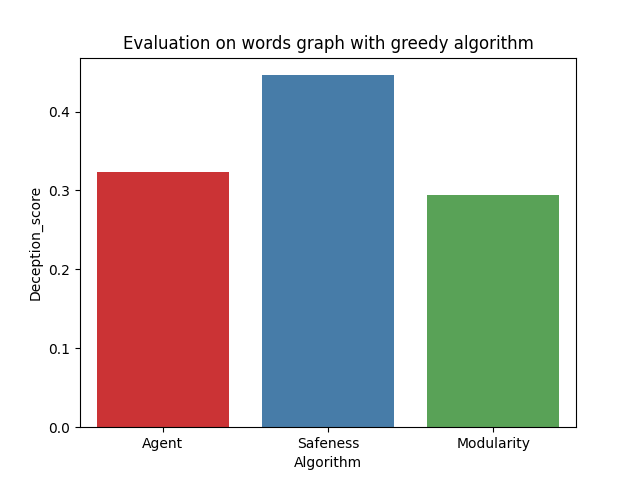 Evaluation on words graph with greedy algorithm
Deception_score
0.4
0.3
0.2
0.1
0.0
Agent Safeness Modularity
Algorithm